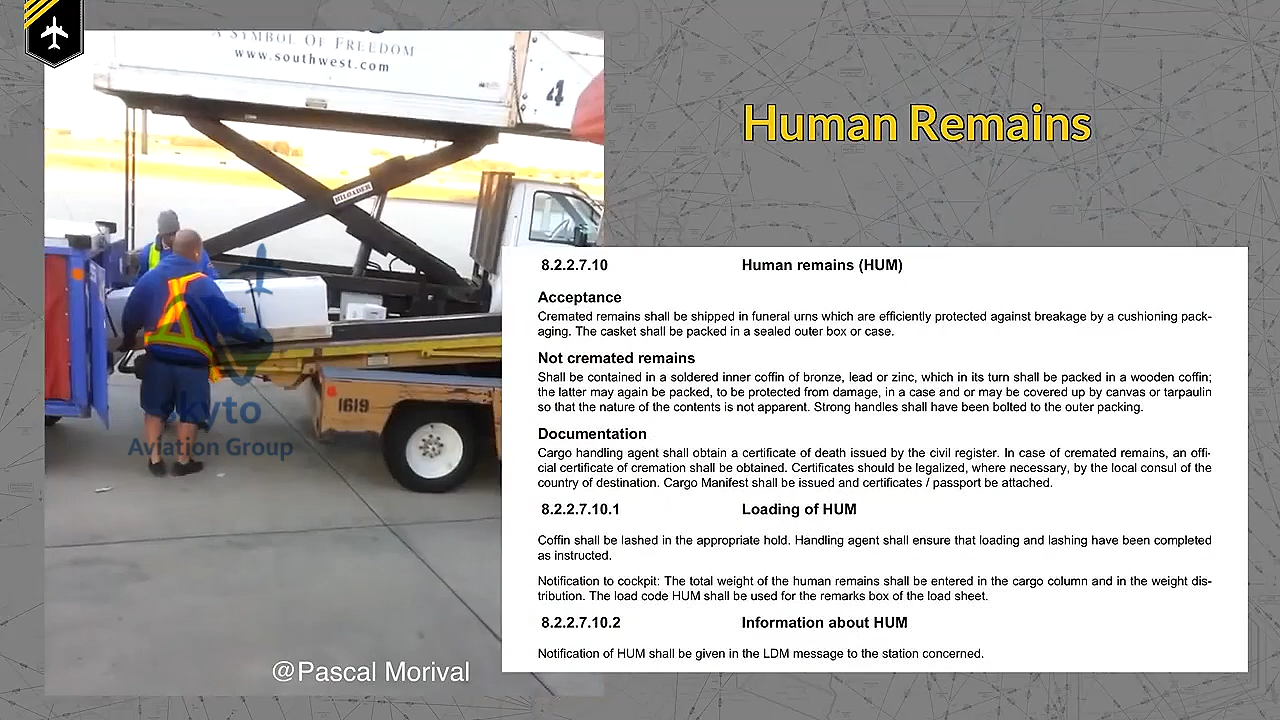 A SYMBOL OF FREEDOM
www.southwest.com
4
HILOADER
1619
skyto
Aviation Group
@Pascal Morival
Human Remains
8.2.2.7.10 Human remains (HUM)
Acceptance
Cremated remains shall be shipped in funeral urns which are efficiently protected against breakage by a cushioning pack-
aging. The casket shall be packed in a sealed outer box or case.
Not cremated remains
Shall be contained in a soldered inner coffin of bronze, lead or zinc, which in its turn shall be packed in a wooden coffin;
the latter may again be packed, to be protected from damage, in a case and or may be covered up by canvas or tarpaulin
so that the nature of the contents is not apparent. Strong handles shall have been bolted to the outer packing.
Documentation
Cargo handling agent shall obtain a certificate of death issued by the civil register. In case of cremated remains, an offi-
cial certificate of cremation shall be obtained. Certificates should be legalized, where necessary, by the local consul of the
country of destination. Cargo Manifest shall be issued and certificates / passport be attached.
8.2.2.7.10.1 Loading of HUM
Coffin shall be lashed in the appropriate hold. Handling agent shall ensure that loading and lashing have been completed
as instructed.
Notification to cockpit: The total weight of the human remains shall be entered in the cargo column and in the weight dis-
tribution. The load code HUM shall be used for the remarks box of the load sheet.
8.2.2.7.10.2 Information about HUM
Notification of HUM shall be given in the LDM message to the station concerned.